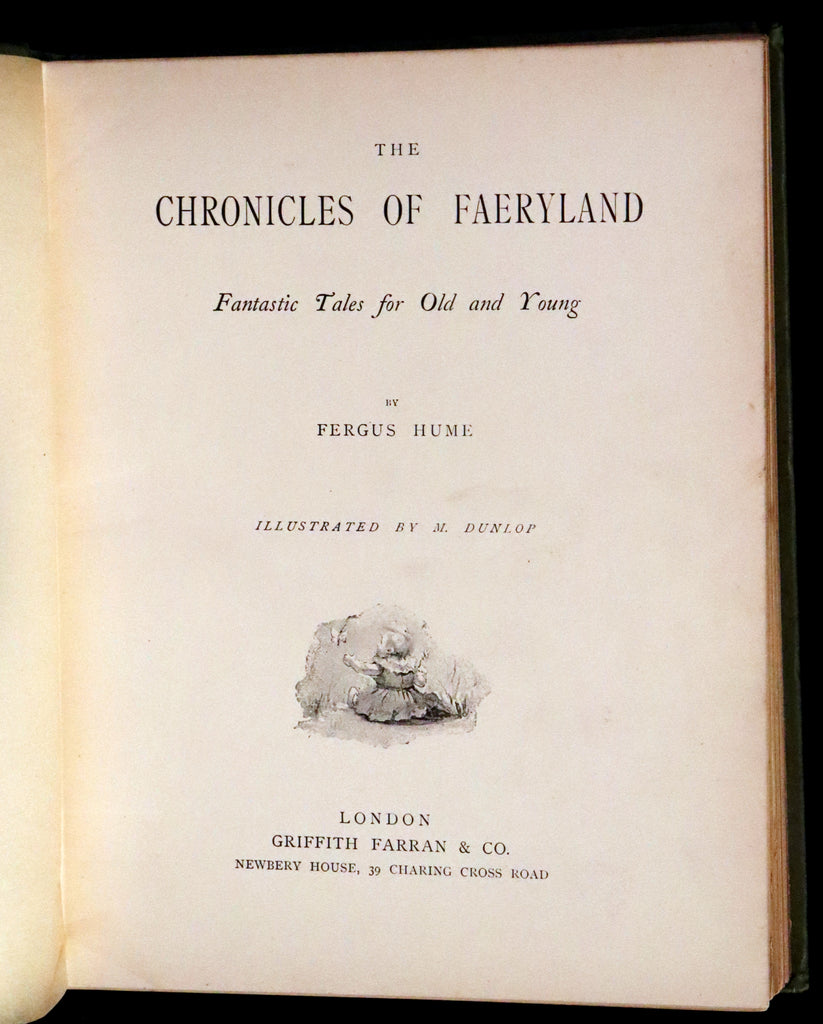 THE
CHRONICLES OF FAERYLAND
Fantastic Tales for Old and Young
BY
FERGUS HUME
ILLUSTRATED BY M. DUNLOP
LONDON
GRIFFITH FARRAN & CO.
NEWBERY HOUSE, 39 CHARING CROSS ROAD